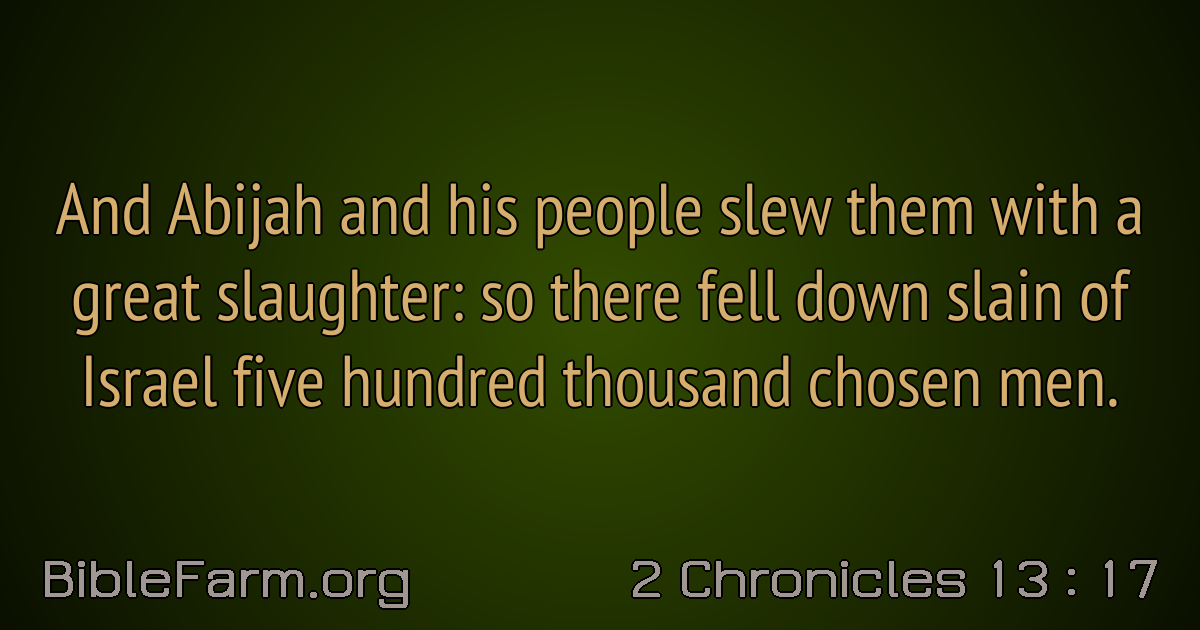 And Abijah and his people slew them with a
great slaughter: so there fell down slain of
Israel five hundred thousand chosen men.
BibleFarm.org
2 Chronicles 13 : 17